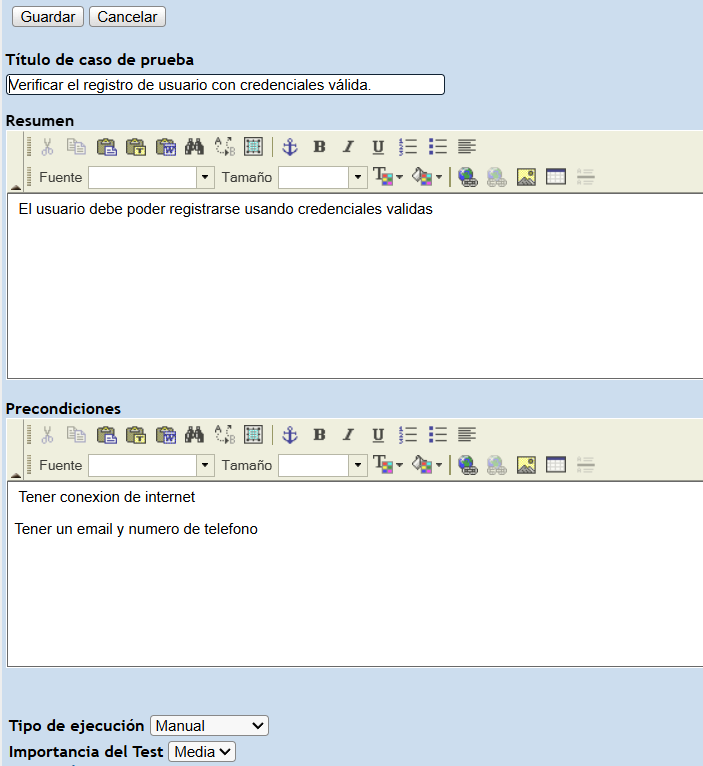 Guardar Cancelar
Título de caso de prueba
Verificar el registro de usuario con credenciales válida.
Resumen
B I U
Fuente Tamaño
El usuario debe poder registrarse usando credenciales validas
Precondiciones
B I U
Fuente Tamaño
Tener conexion de internet
Tener un email y numero de telefono
Tipo de ejecución Manual
Importancia del Test Media